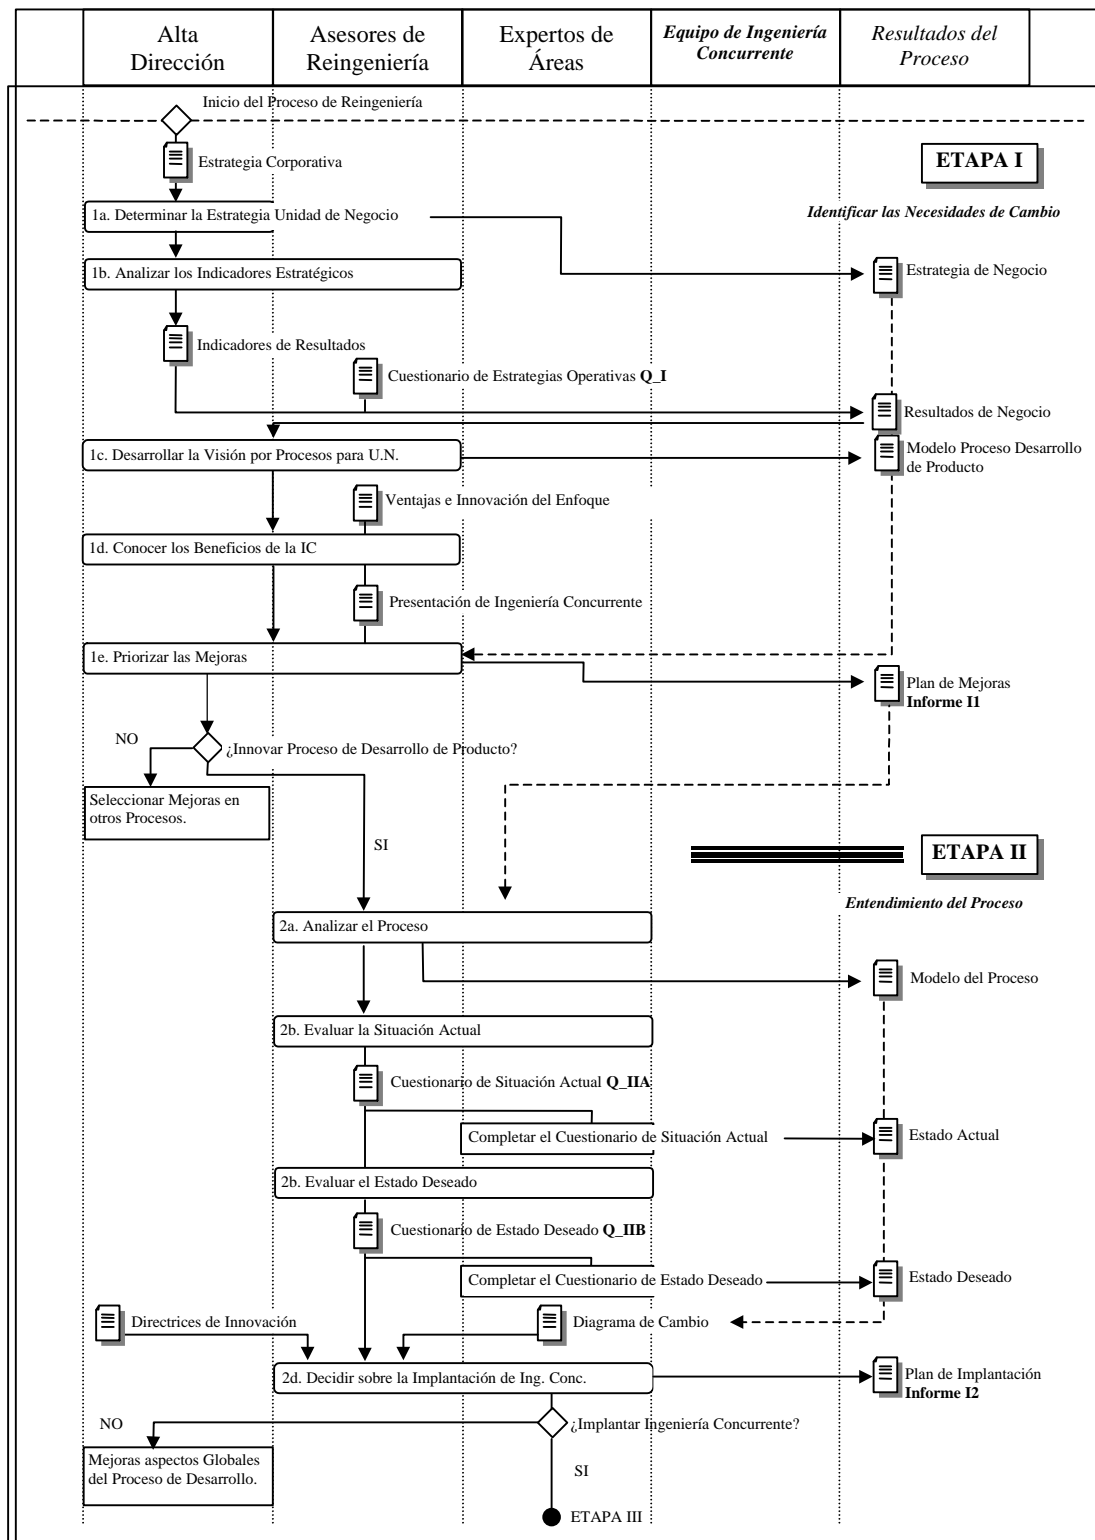 Alta
Dirección
Asesores de
Reingeniería
Expertos de
Áreas
Equipo de Ingeniería
Concurrente
Resultados del
Proceso
Inicio del Proceso de Reingeniería
Estrategia Corporativa
ETAPA I
1a. Determinar la Estrategia Unidad de Negocio
Identificar las Necesidades de Cambio
1b. Analizar los Indicadores Estratégicos
Estrategia de Negocio
Indicadores de Resultados
Cuestionario de Estrategias Operativas Q_I
Resultados de Negocio
1c. Desarrollar la Visión por Procesos para U.N.
Modelo Proceso Desarrollo
de Producto
Ventajas e Innovación del Enfoque
1d. Conocer los Beneficios de la IC
Presentación de Ingeniería Concurrente
1e. Priorizar las Mejoras
Plan de Mejoras
Informe I1
NO
¿Innovar Proceso de Desarrollo de Producto?
Seleccionar Mejoras en
otros Procesos.
SI
ETAPA II
Entendimiento del Proceso
2a. Analizar el Proceso
Modelo del Proceso
2b. Evaluar la Situación Actual
Cuestionario de Situación Actual Q_IIA
Completar el Cuestionario de Situación Actual
Estado Actual
2b. Evaluar el Estado Deseado
Cuestionario de Estado Deseado Q_IIB
Completar el Cuestionario de Estado Deseado
Estado Deseado
Directrices de Innovación
Diagrama de Cambio
2d. Decidir sobre la Implantación de Ing. Conc.
Plan de Implantación
Informe I2
NO
¿Implantar Ingeniería Concurrente?
Mejoras aspectos Globales
del Proceso de Desarrollo.
SI
ETAPA III